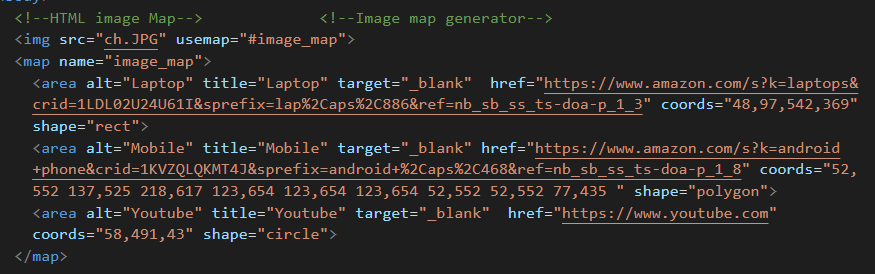 <!--HTML image Map-->               <!--Image map generator-->
<img src="ch.JPG" usemap="#image_map">
<map name="image_map">
  <area alt="Laptop" title="Laptop" target="_blank"  href="https://www.amazon.com/s?k=laptops&
  crid=1LDL02U24U61I&sprefix=lap%2Caps%2C886&ref=nb_sb_ss_ts-doa-p_1_3" coords="48,97,542,369"
  shape="rect">
  <area alt="Mobile" title="Mobile" target="_blank" href="https://www.amazon.com/s?k=android
  +phone&crid=1KVZQLQKMT4J&sprefix=android+%2Caps%2C468&ref=nb_sb_ss_ts-doa-p_1_8" coords="52,
  552 137,525 218,617 123,654 123,654 123,654 52,552 52,552 77,435 " shape="polygon">
  <area alt="Youtube" title="Youtube" target="_blank"  href="https://www.youtube.com"
  coords="58,491,43" shape="circle">
</map>